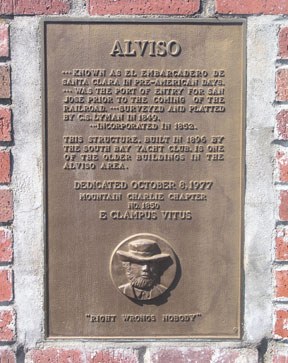 ALVISO
··· KNOWN AS EL EMBARCADERO DE
SANTA CLARA IN PRE-AMERICAN DAYS.
··· WAS THE PORT OF ENTRY FOR SAN
JOSE PRIOR TO THE COMING OF THE
RAILROAD. ···SURVEYED AND PLATTED
BY C.S. LYMAN IN 1849.
···INCORPORATED IN 1852.
THIS STRUCTURE, BUILT IN 1896 BY
THE SOUTH BAY YACHT CLUB, IS ONE
OF THE OLDER BUILDINGS IN THE
ALVISO AREA.
DEDICATED OCTOBER 8, 1977
MOUNTAIN CHARLIE CHAPTER
NO. 1850
E CLAMPUS VITUS
"RIGHT WRONGS NOBODY"